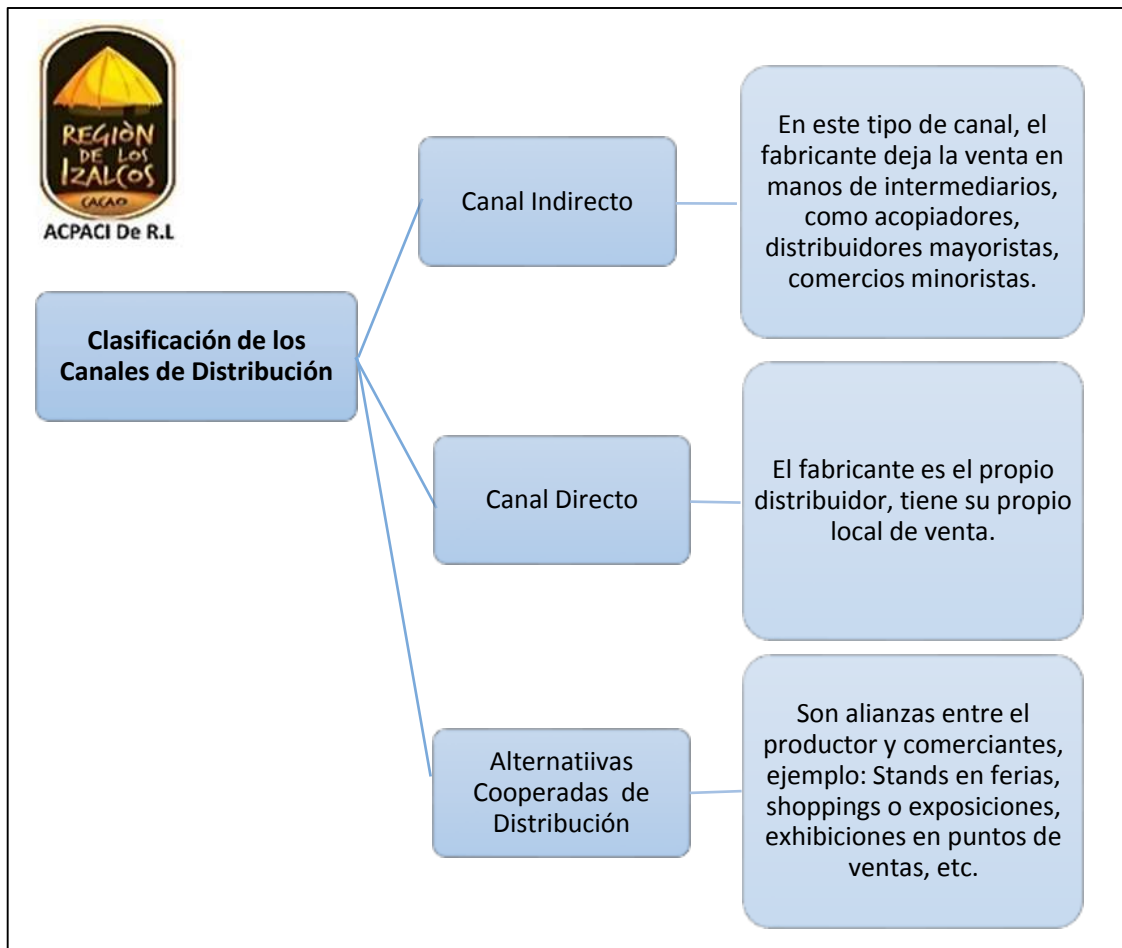 REGIÒN
DE LOS
IZALCOS
CACAO
ACPACI De R.L
Clasificación de los
Canales de Distribución
Canal Indirecto
En este tipo de canal, el
fabricante deja la venta en
manos de intermediarios,
como acopiadores,
distribuidores mayoristas,
comercios minoristas.
Canal Directo
El fabricante es el propio
distribuidor, tiene su propio
local de venta.
Alternatiivas
Cooperadas de
Distribución
Son alianzas entre el
productor y comerciantes,
ejemplo: Stands en ferias,
shoppings o exposiciones,
exhibiciones en puntos de
ventas, etc.